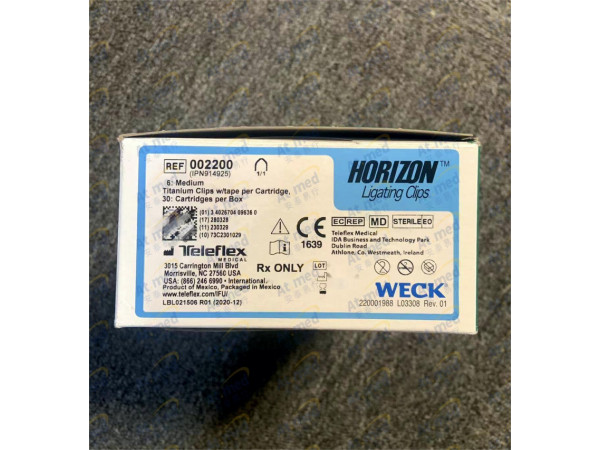 REF 002200
(IPN914925)
1/1
6: Medium
Titanium Clips w/tape per Cartridge,
30: Cartridges per Box
(01) 3 4026704 09636 0
(17) 280328
(11) 230328
(10) 73C2301029
Teleflex
MEDICAL
3015 Carrington Mill Blvd
Morrisville, NC 27560 USA
USA: (866) 246 6990 • International:
Product of Mexico, Packaged in Mexico
www.teleflex.com/IFU/
LBL021506 R01 (2020-12)
CE
1639
Rx ONLY
LOT
HORIZON™
Ligating Clips
EC REP MD STERILE EO
Teleflex Medical
IDA Business and Technology Park
Dublin Road
Athlone, Co. Westmeath, Ireland
WECK
220001988 L03308 Rev. 01
At med